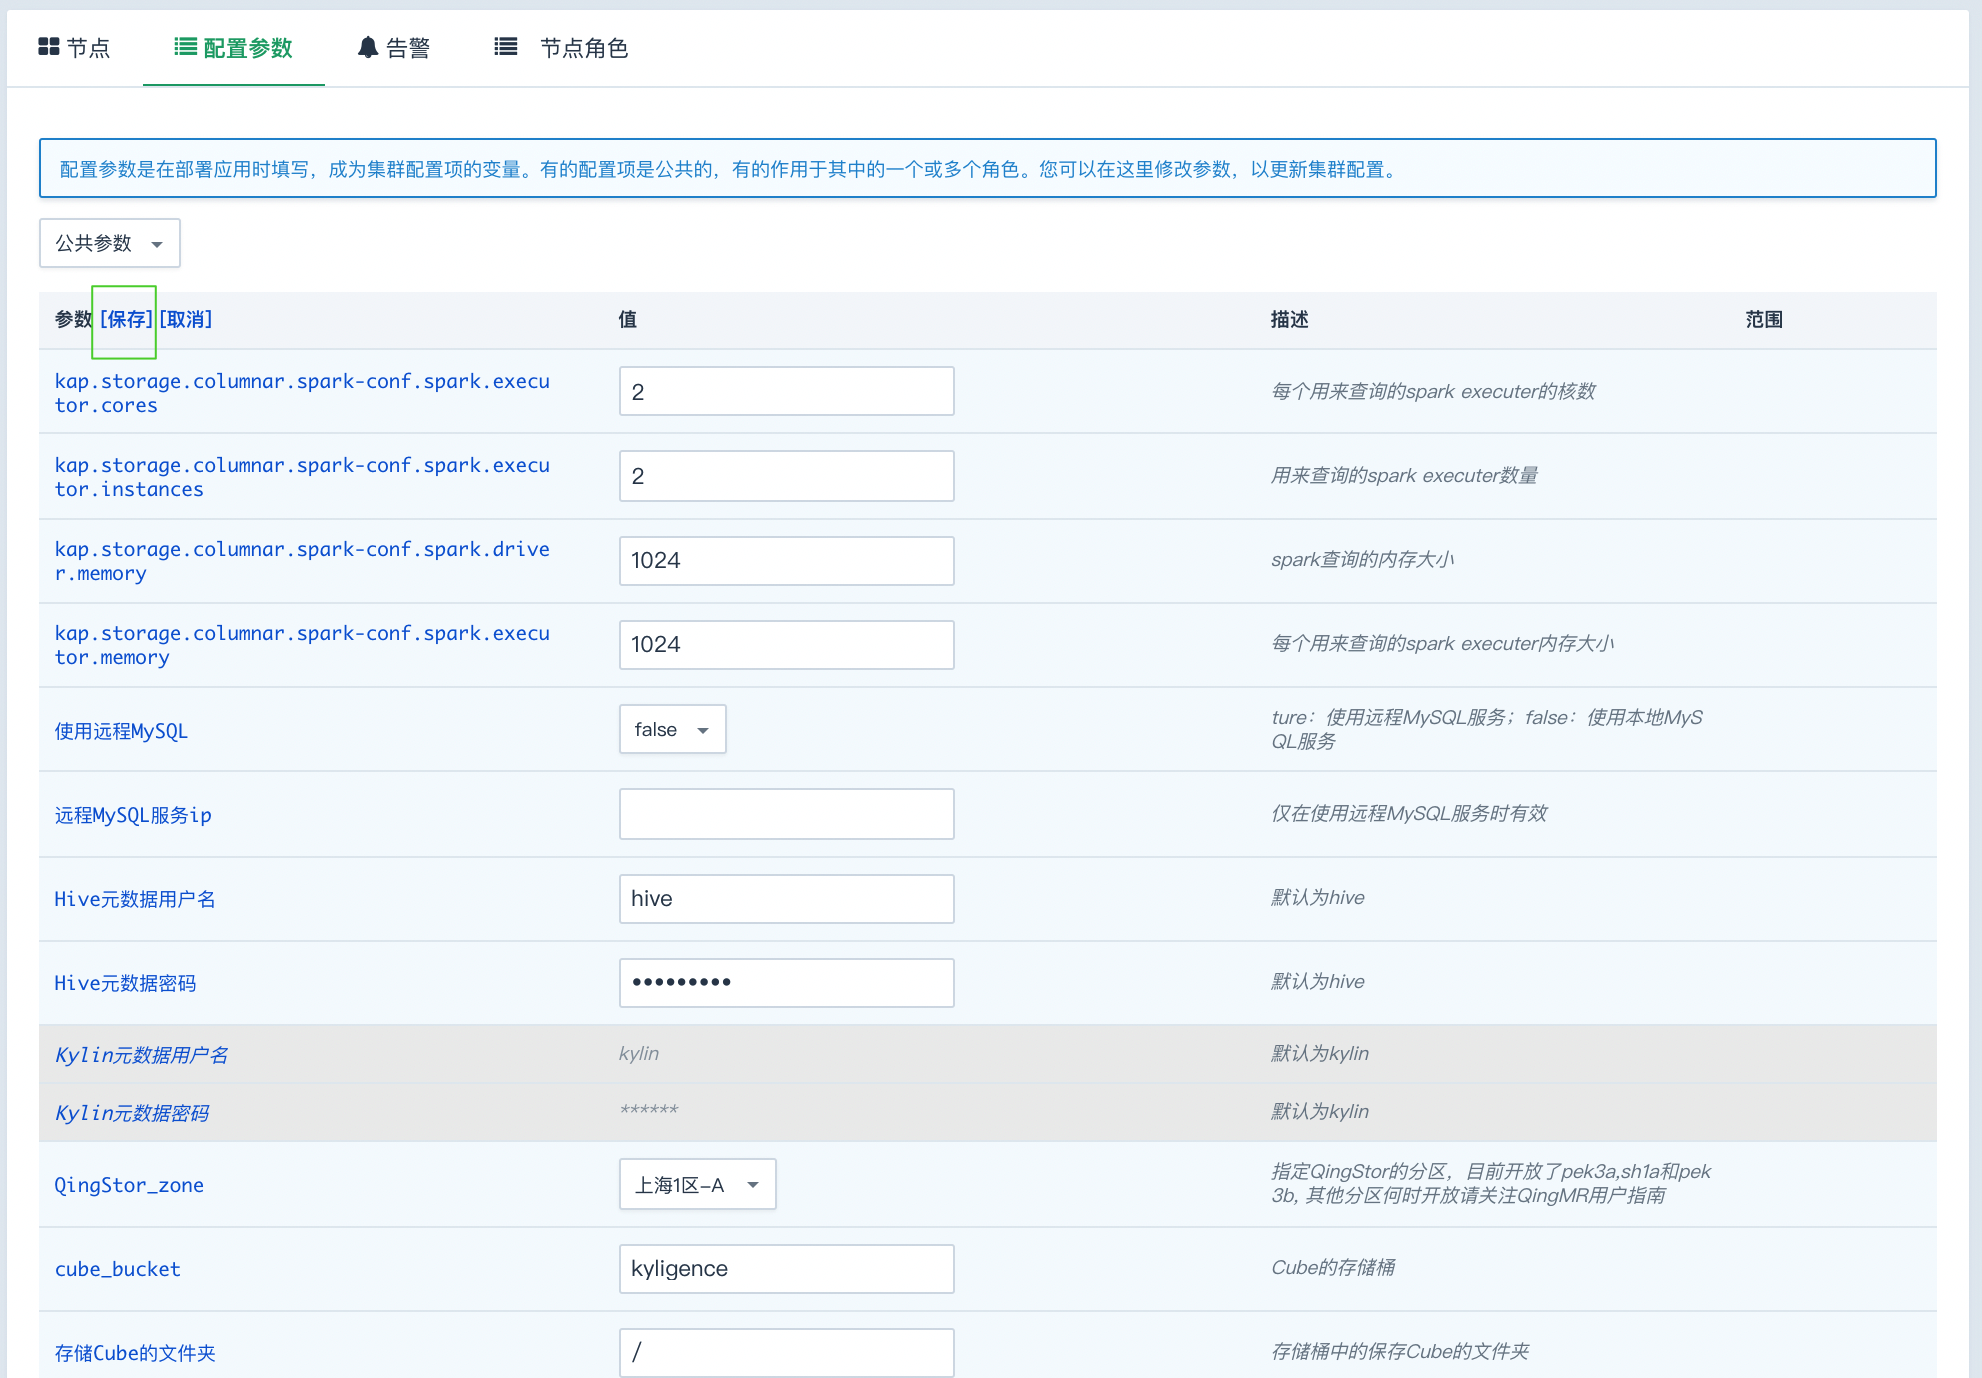 节点 配置参数 告警 节点角色
配置参数是在部署应用时填写，成为集群配置项的变量。有的配置项是公共的，有的作用于其中的一个或多个角色。您可以在这里修改参数，以更新集群配置。
公共参数
参数 [保存] [取消] 值 描述 范围
kap.storage.columnar.spark-conf.spark.execu
tor.cores
2
每个用来查询的spark executer的核数
kap.storage.columnar.spark-conf.spark.execu
tor.instances
2
用来查询的spark executer数量
kap.storage.columnar.spark-conf.spark.drive
r.memory
1024
spark查询的内存大小
kap.storage.columnar.spark-conf.spark.execu
tor.memory
1024
每个用来查询的spark executer内存大小
使用远程MySQL
false
ture：使用远程MySQL服务；false：使用本地MyS
QL服务
远程MySQL服务ip
仅在使用远程MySQL服务时有效
Hive元数据用户名
hive
默认为hive
Hive元数据密码
•••••••••
默认为hive
Kylin元数据用户名
kylin
默认为kylin
Kylin元数据密码
******
默认为kylin
QingStor_zone
上海1区-A
指定QingStor的分区，目前开放了pek3a,sh1a和pek
3b, 其他分区何时开放请关注QingMR用户指南
cube_bucket
kyligence
Cube的存储桶
存储Cube的文件夹
/
存储桶中的保存Cube的文件夹